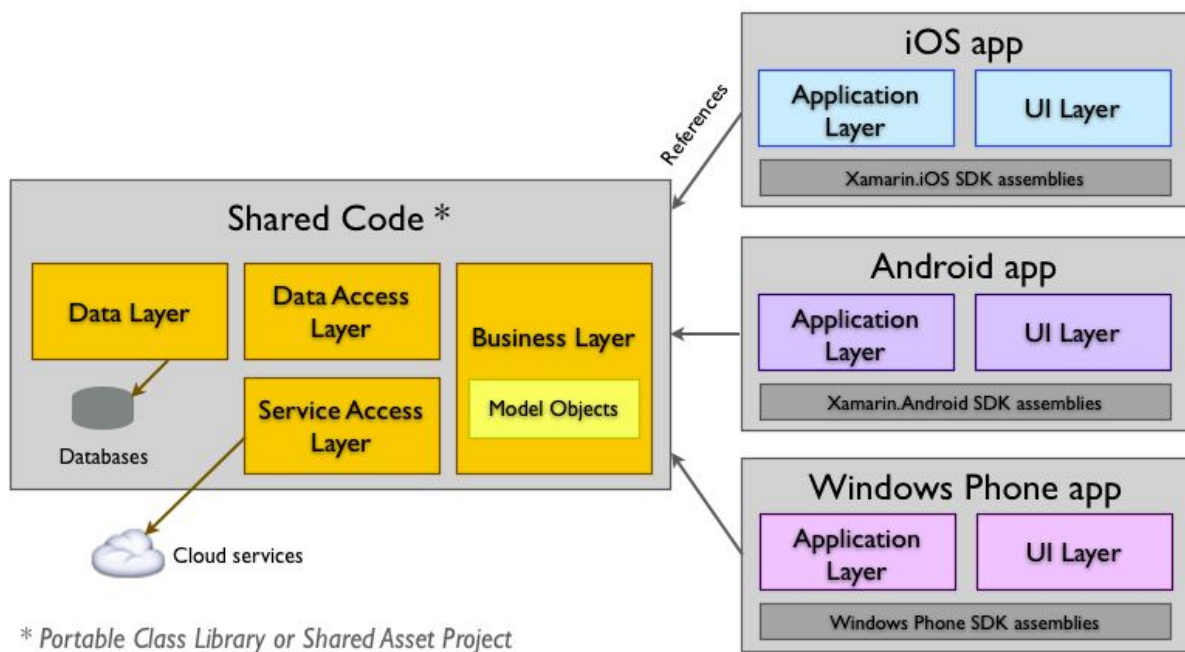 iOS app
Application
Layer
UI Layer
Xamarin.iOS SDK assemblies
References
Shared Code *
Data Layer
Data Access
Layer
Business Layer
Model Objects
Service Access
Layer
Databases
Cloud services
Android app
Application
Layer
UI Layer
Xamarin.Android SDK assemblies
Windows Phone app
Application
Layer
UI Layer
Windows Phone SDK assemblies
* Portable Class Library or Shared Asset Project